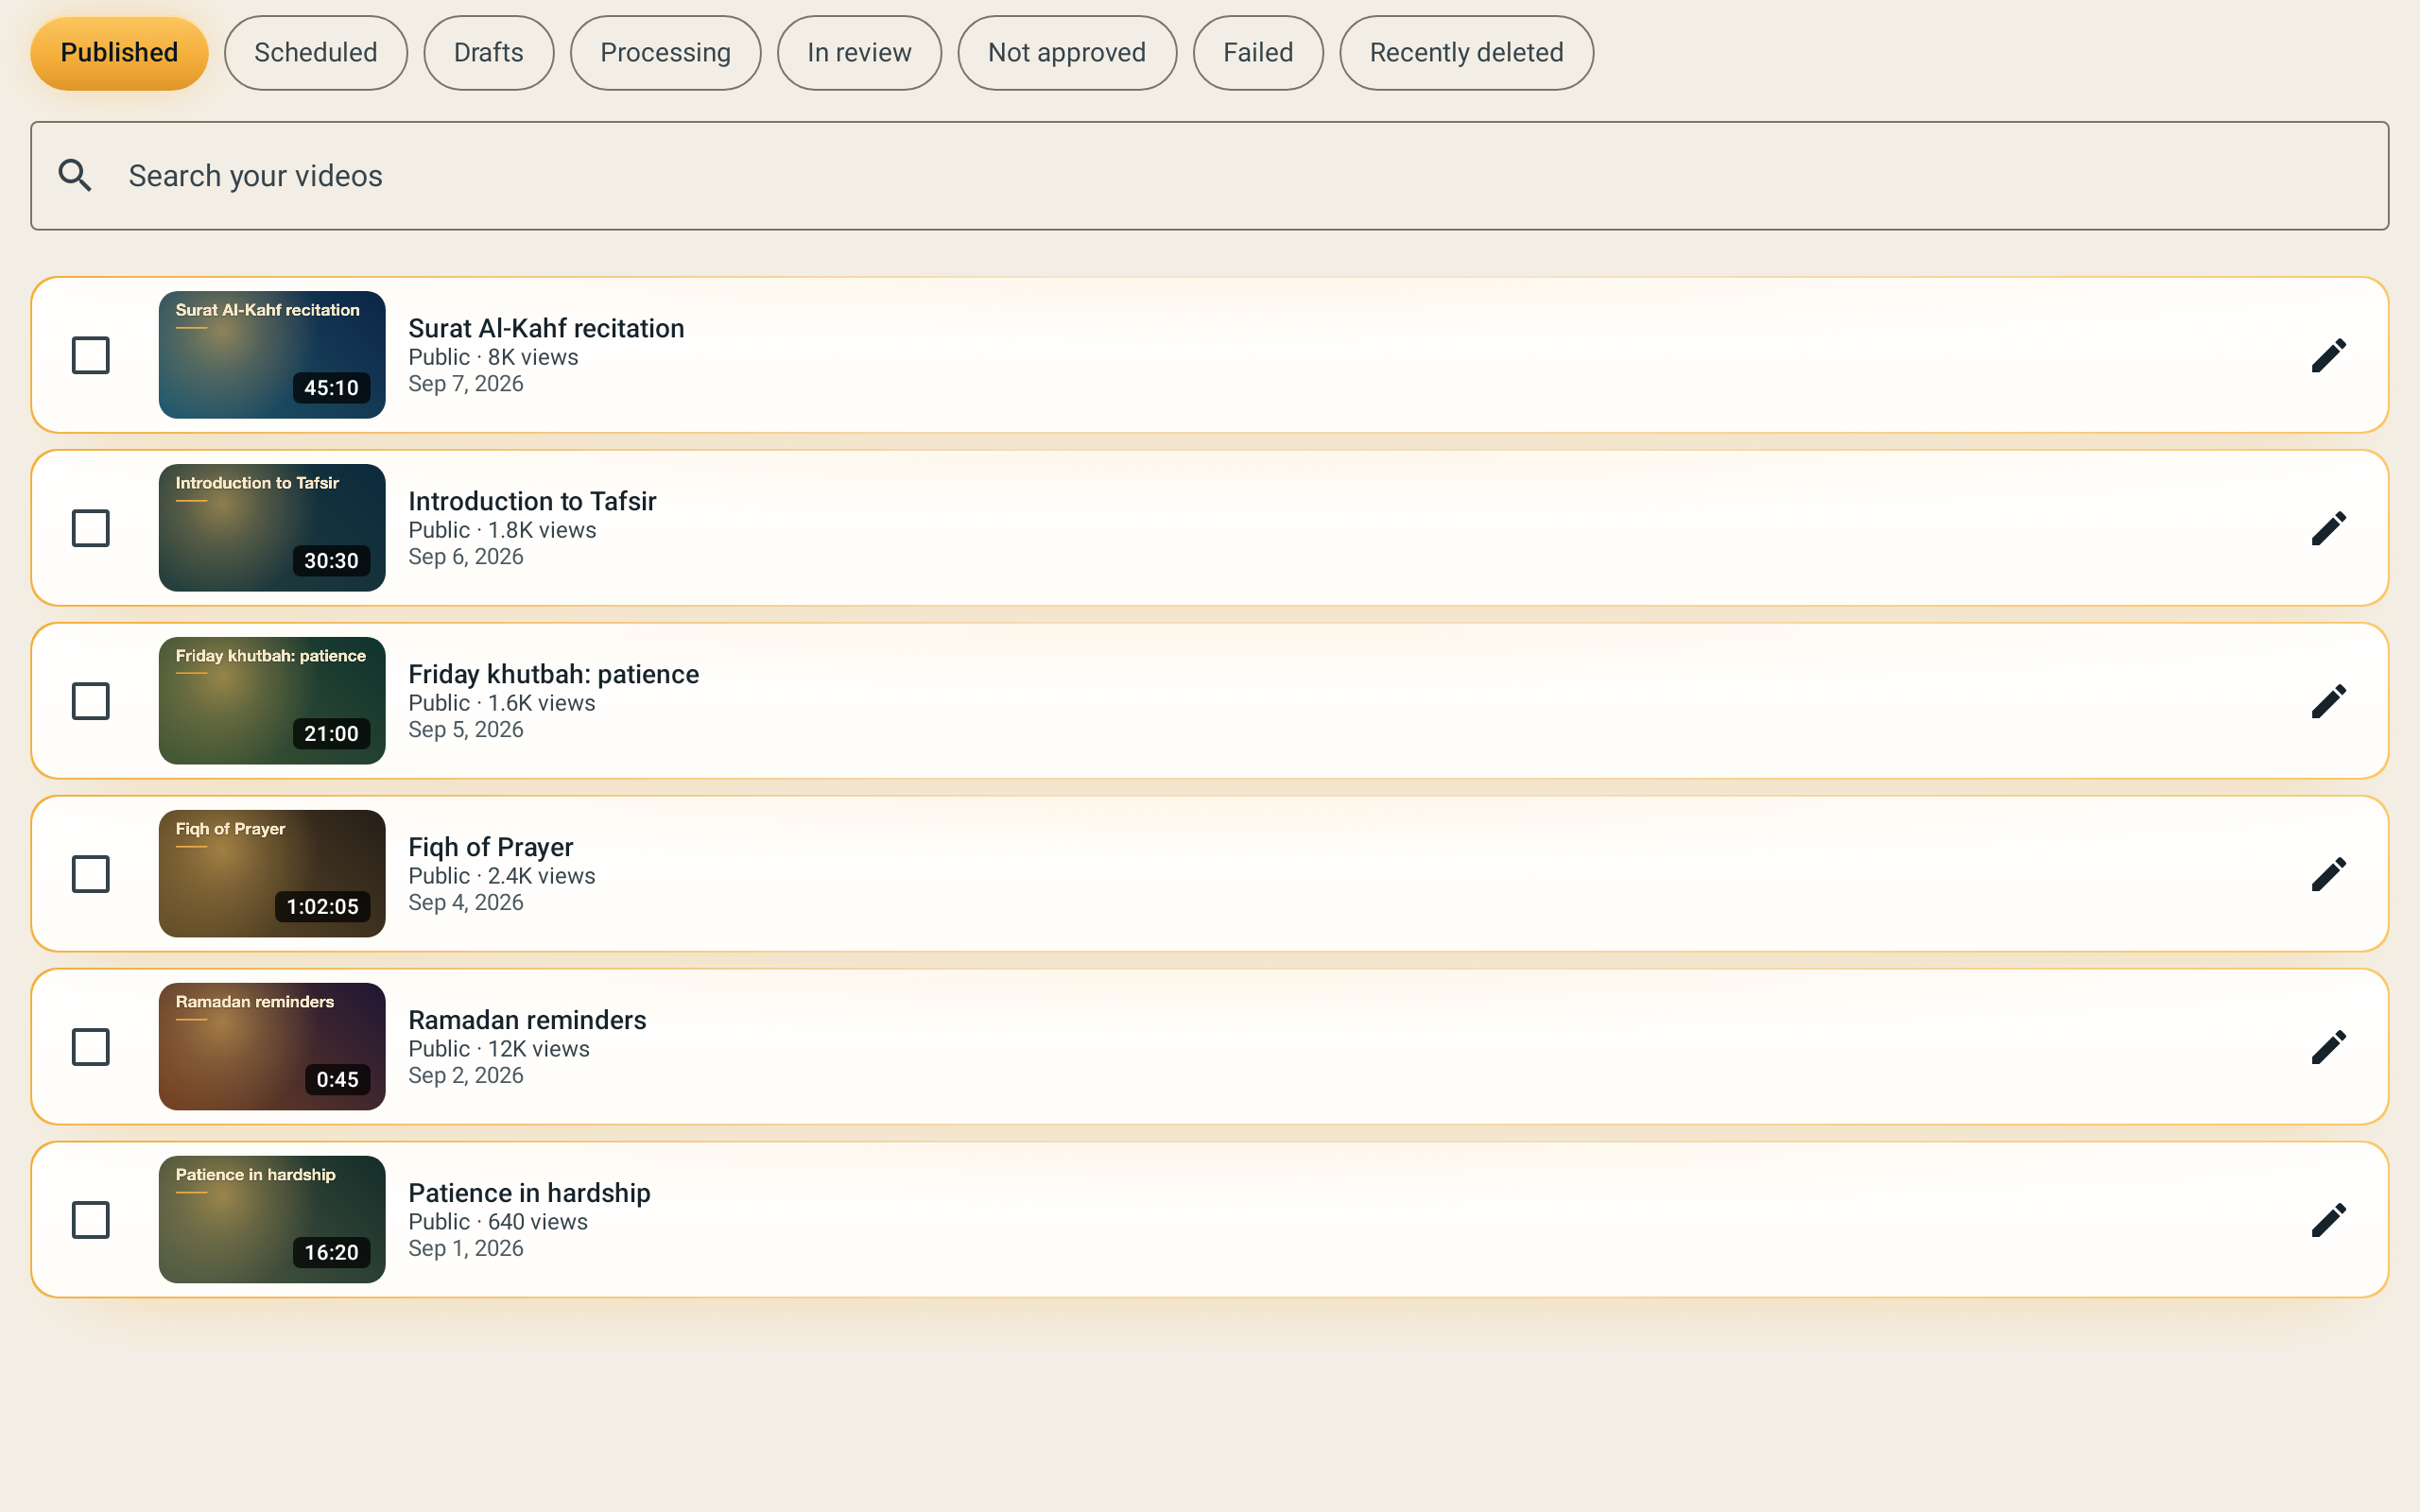 Published
Scheduled
Drafts
Processing
In review
Not approved
Failed
Recently deleted
Search your videos
Surat Al-Kahf recitation
45:10
Surat Al-Kahf recitation
Public · 8K views
Sep 7, 2026
Introduction to Tafsir
30:30
Introduction to Tafsir
Public · 1.8K views
Sep 6, 2026
Friday khutbah: patience
21:00
Friday khutbah: patience
Public · 1.6K views
Sep 5, 2026
Fiqh of Prayer
1:02:05
Fiqh of Prayer
Public · 2.4K views
Sep 4, 2026
Ramadan reminders
0:45
Ramadan reminders
Public · 12K views
Sep 2, 2026
Patience in hardship
16:20
Patience in hardship
Public · 640 views
Sep 1, 2026